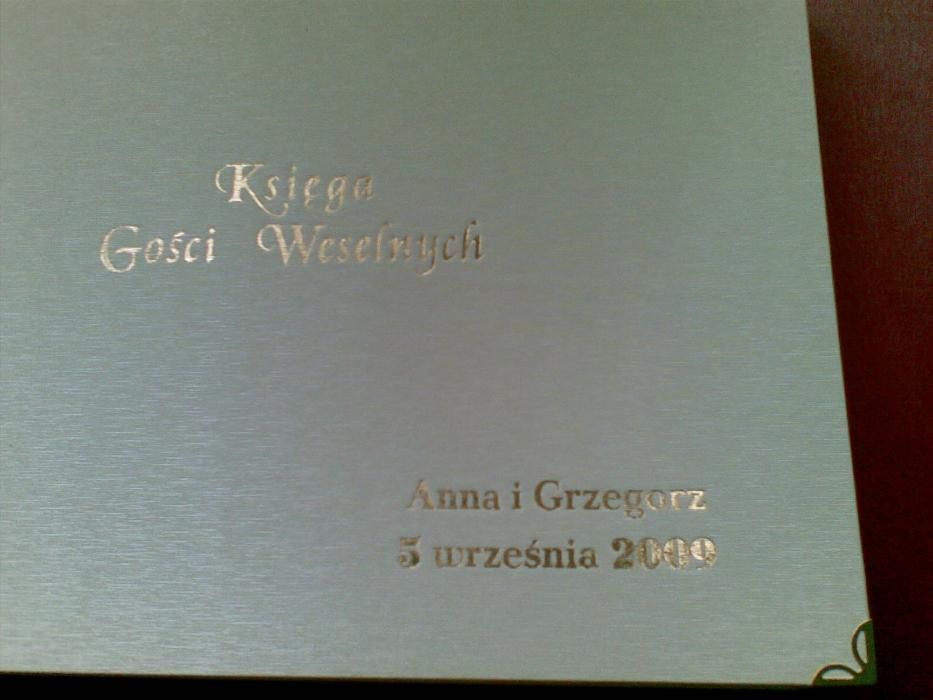 Księga
Gości Weselnych
Anna i Grzegorz
5 września 2009